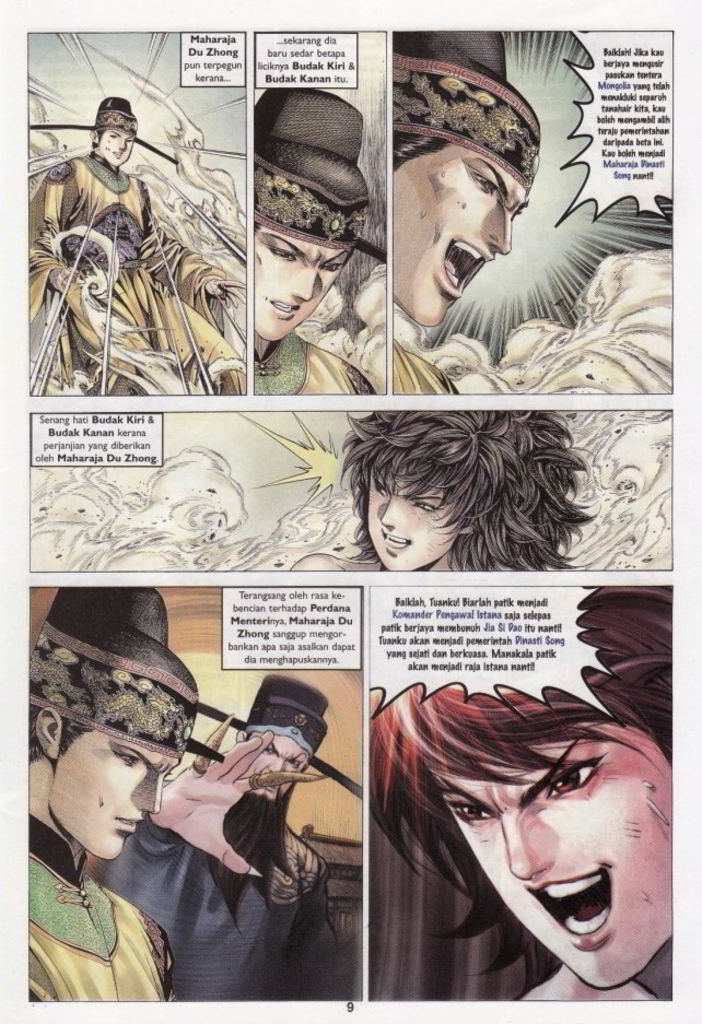 Maharaja
Du Zhong
pun terpegun
kerana...
...sekarang dia
baru sedar betapa
liciknya Budak Kiri &
Budak Kanan itu.
Baiklah! Jika kau
berjaya mengusir
pasukan tentera
Mongolia yang telah
menakluki separuh
tanahair kita, kau
boleh mengambil alih
teraju pemerintahan
daripada beta ini.
Kau boleh menjadi
Maharaja Dinasti
Song nanti!
Senang hati Budak Kiri &
Budak Kanan kerana
perjanjian yang diberikan
oleh Maharaja Du Zhong.
Terangsang oleh rasa ke-
bencian terhadap Perdana
Menterinya, Maharaja Du
Zhong sanggup mengor-
bankan apa saja asalkan dapat
dia menghapuskannya.
Baiklah, Tuanku! Biarlah patik menjadi
Komander Pengawal Istana saja selepas
patik berjaya membunuh Jia Si Dao itu nanti!
Tuanku akan menjadi pemerintah Dinasti Song
yang sejati dan berkuasa. Manakala patik
akan menjadi raja istana nanti!
9